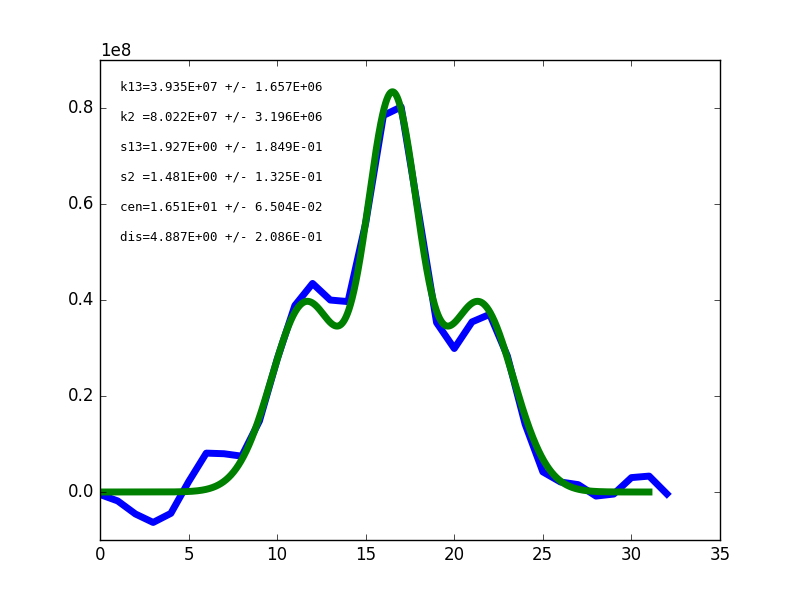 1e8
k13=3.935E+07 +/- 1.657E+06
k2 =8.022E+07 +/- 3.196E+06
s13=1.927E+00 +/- 1.849E-01
s2 =1.481E+00 +/- 1.325E-01
cen=1.651E+01 +/- 6.504E-02
dis=4.887E+00 +/- 2.086E-01
0.8
0.6
0.4
0.2
0.0
0 5 10 15 20 25 30 35